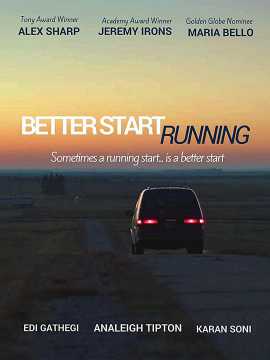 Tony Award Winner Academy Award Winner Golden Globe Nominee
ALEX SHARP JEREMY IRONS MARIA BELLO
BETTER START RUNNING
Sometimes a running start... is a better start
EDI GATHEGI ANALEIGH TIPTON KARAN SONI